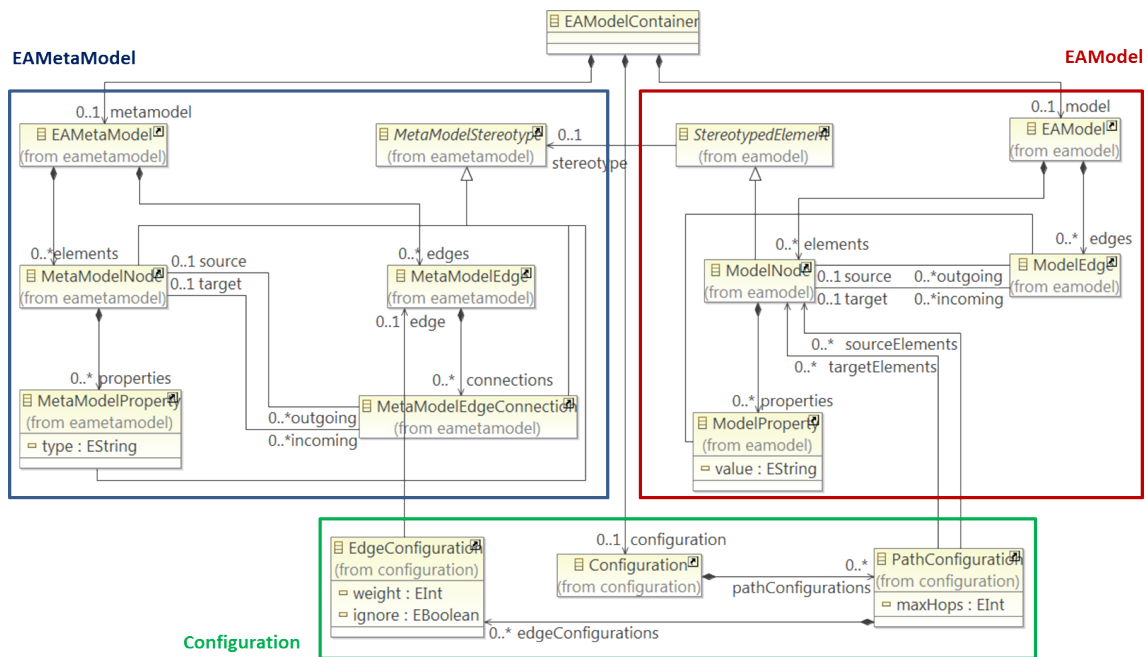 EAModelContainer
EAMetaModel
EAModel
0..1 metamodel
0..1 model
EAMetaModel
(from eametamodel)
MetaModelStereotype
(from eametamodel)
0..1
stereotype
StereotypedElement
(from eamodel)
EAModel
(from eamodel)
0..*elements
0..* edges
0..* elements
0..* edges
MetaModelNode
(from eametamodel)
0..1 source
0..1 target
MetaModelEdge
(from eametamodel)
0..1 edge
ModelNode
(from eamodel)
0..1 source
0..1 target
0..*outgoing
0..*incoming
ModelEdge
(from eamodel)
0..* sourceElements
0..* targetElements
0..* properties
0..* connections
0..* properties
MetaModelProperty
(from eametamodel)
type : EString
0..*outgoing
0..*incoming
MetaModelEdgeConnection
(from eametamodel)
ModelProperty
(from eamodel)
value : EString
0..1 configuration
EdgeConfiguration
(from configuration)
weight : EInt
ignore : EBoolean
Configuration
(from configuration)
0..*
pathConfigurations
PathConfiguration
(from configuration)
maxHops : EInt
0..* edgeConfigurations
Configuration